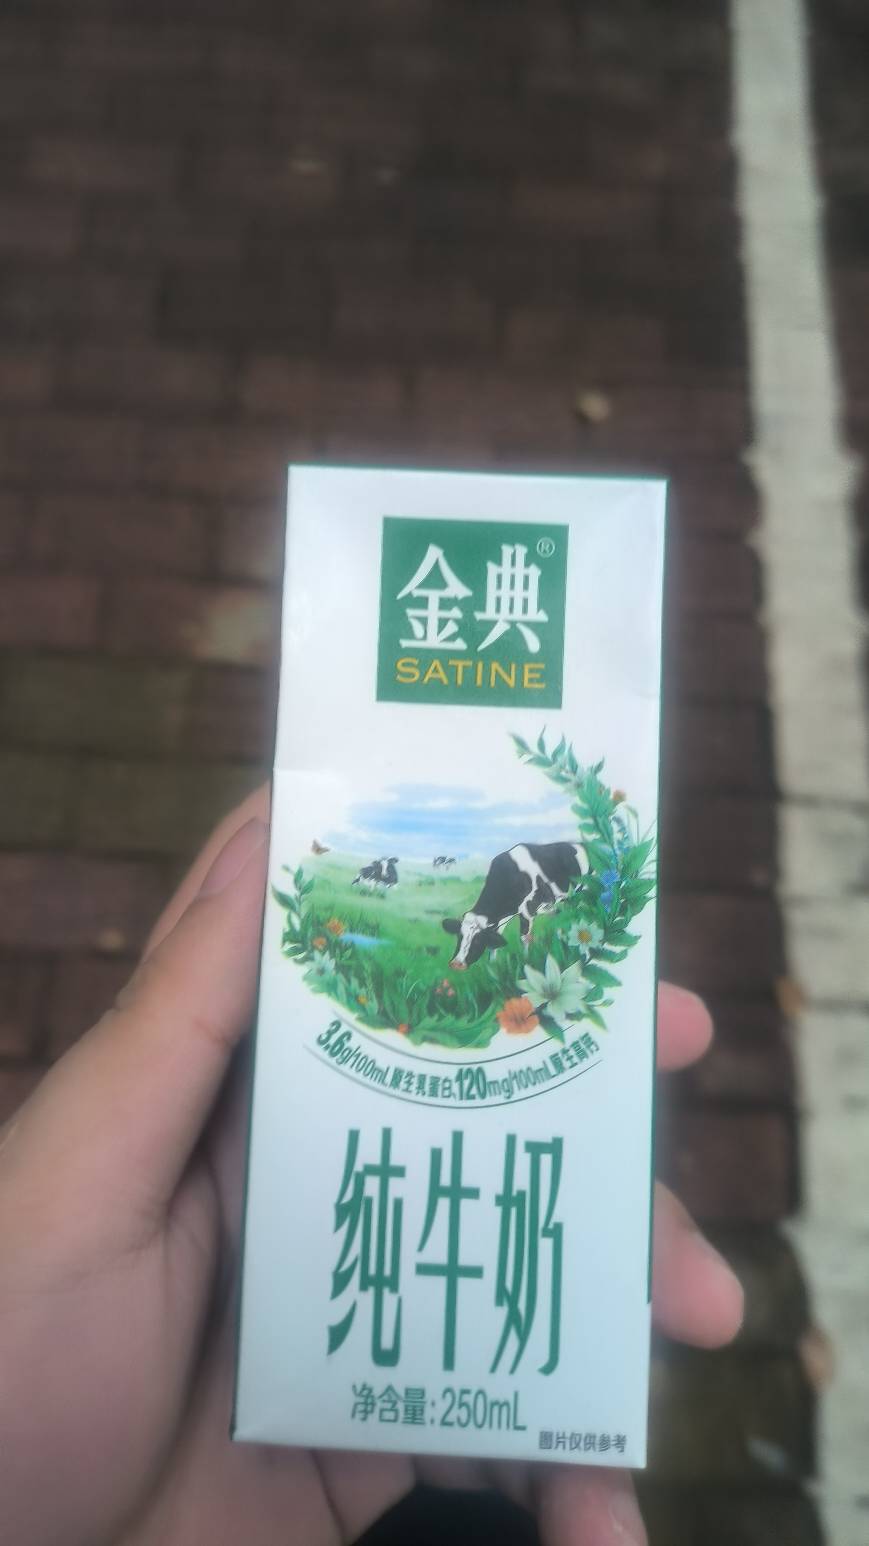 金典®
SATINE
3.6g/100mL原生乳蛋白、120mg/100mL原生高钙
纯牛奶
净含量:250mL
图片仅供参考